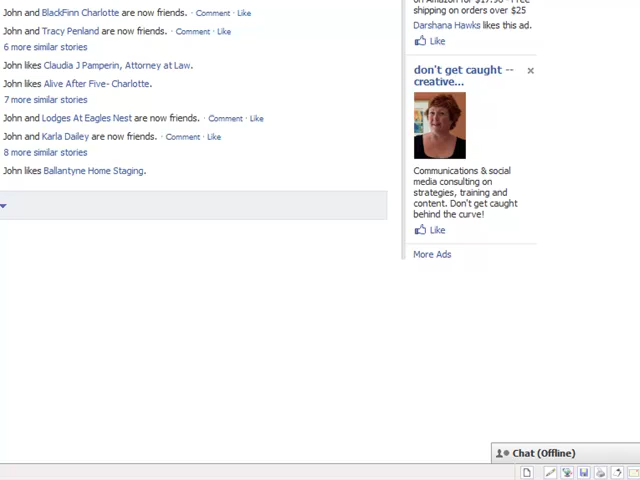 John and BlackFinn Charlotte are now friends. · Comment · Like
John and Tracy Penland are now friends. · Comment · Like
6 more similar stories
John likes Claudia J Pamperin, Attorney at Law.
John likes Alive After Five- Charlotte.
7 more similar stories
John and Lodges At Eagles Nest are now friends. · Comment · Like
John and Karla Dailey are now friends. · Comment · Like
8 more similar stories
John likes Ballantyne Home Staging.
shipping on orders over $25
Darshana Hawks likes this ad.
Like
don't get caught --
creative...
Communications & social
media consulting on
strategies, training and
content. Don't get caught
behind the curve!
Like
More Ads
Chat (Offline)